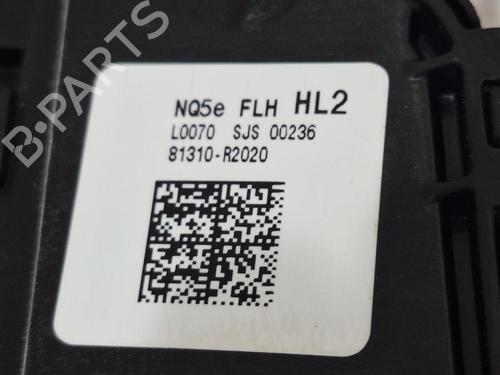 NQ5e FLH HL2
L0070 SJS 00236
81310-R2020
B-PARTS